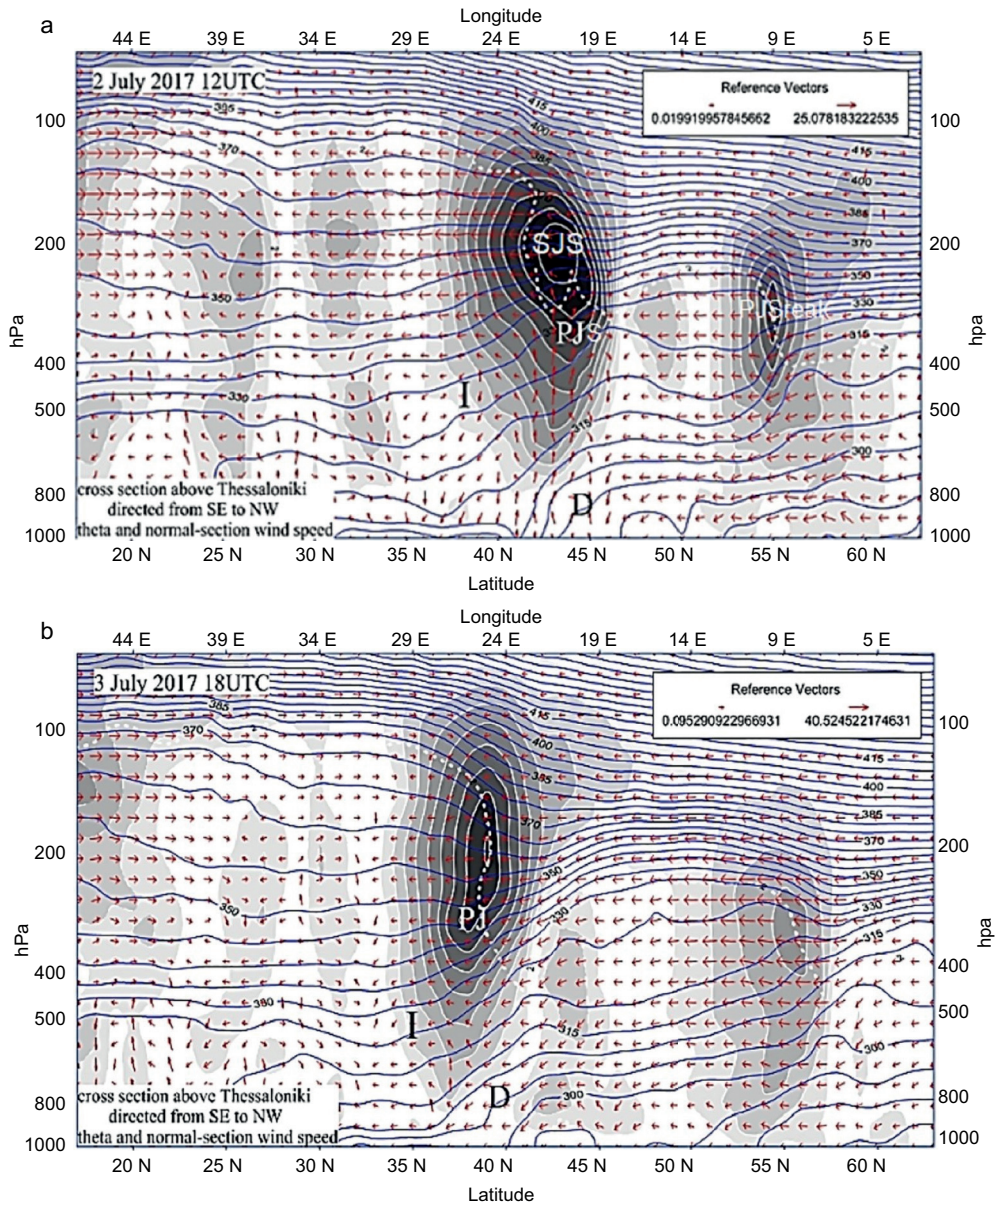 a
Longitude
44 E 39 E 34 E 29 E 24 E 19 E 14 E 9 E 5 E
2 July 2017 12UTC
Reference Vectors
0.019919957845662 25.078183222535
100 100
200 200
400 400
500 500
800 800
1000 1000
hPa
hpa
385
370
350
330
415
400
385
315
415
400
385
370
350
330
315
300
SJS
PJS
I
D
cross section above Thessaloniki
directed from SE to NW
theta and normal-section wind speed
20 N 25 N 30 N 35 N 40 N 45 N 50 N 55 N 60 N
Latitude
b
Longitude
44 E 39 E 34 E 29 E 24 E 19 E 14 E 9 E 5 E
3 July 2017 18UTC
Reference Vectors
0.095290922966931 40.524522174631
100 100
200 200
400 400
500 500
800 800
1000 1000
hPa
hpa
385
370
350
380
415
400
385
370
350
330
315
300
415
400
385
370
350
330
315
300
PJ
I
D
cross section above Thessaloniki
directed from SE to NW
theta and normal-section wind speed
20 N 25 N 30 N 35 N 40 N 45 N 50 N 55 N 60 N
Latitude